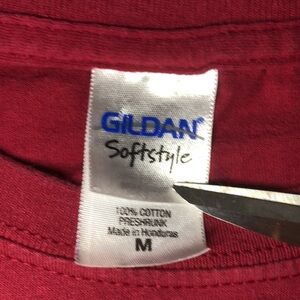 GILDAN®
Softstyle
100% COTTON
PRESHRUNK
Made in Honduras
M